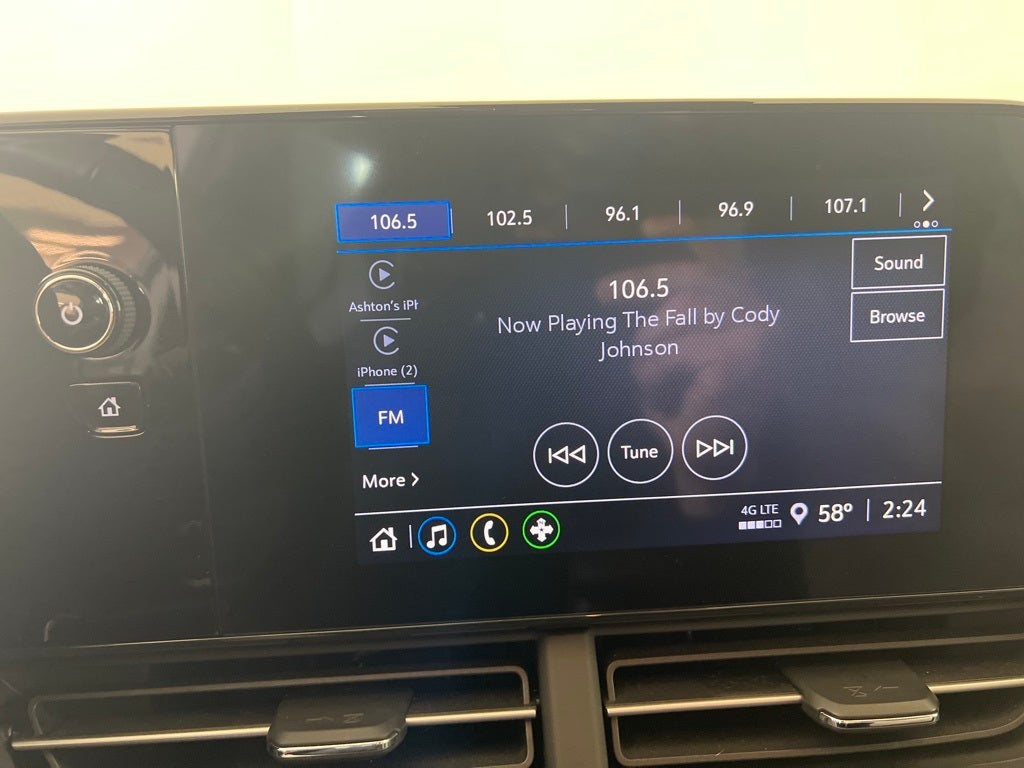 106.5
102.5
96.1
96.9
107.1
Ashton's iPh
Sound
106.5
Now Playing The Fall by Cody
Johnson
Browse
iPhone (2)
FM
Tune
More
4G LTE
58°
2:24